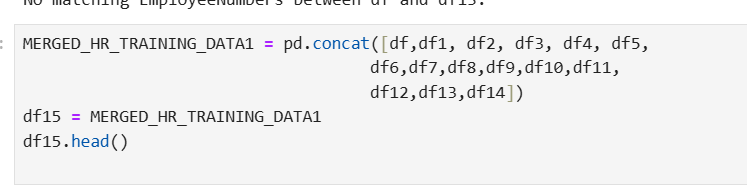 No matching EmployeeNumbers between df and df15.
: MERGED_HR_TRAINING_DATA1 = pd.concat([df,df1, df2, df3, df4, df5,
df6,df7,df8,df9,df10,df11,
df12,df13,df14])
df15 = MERGED_HR_TRAINING_DATA1
df15.head()